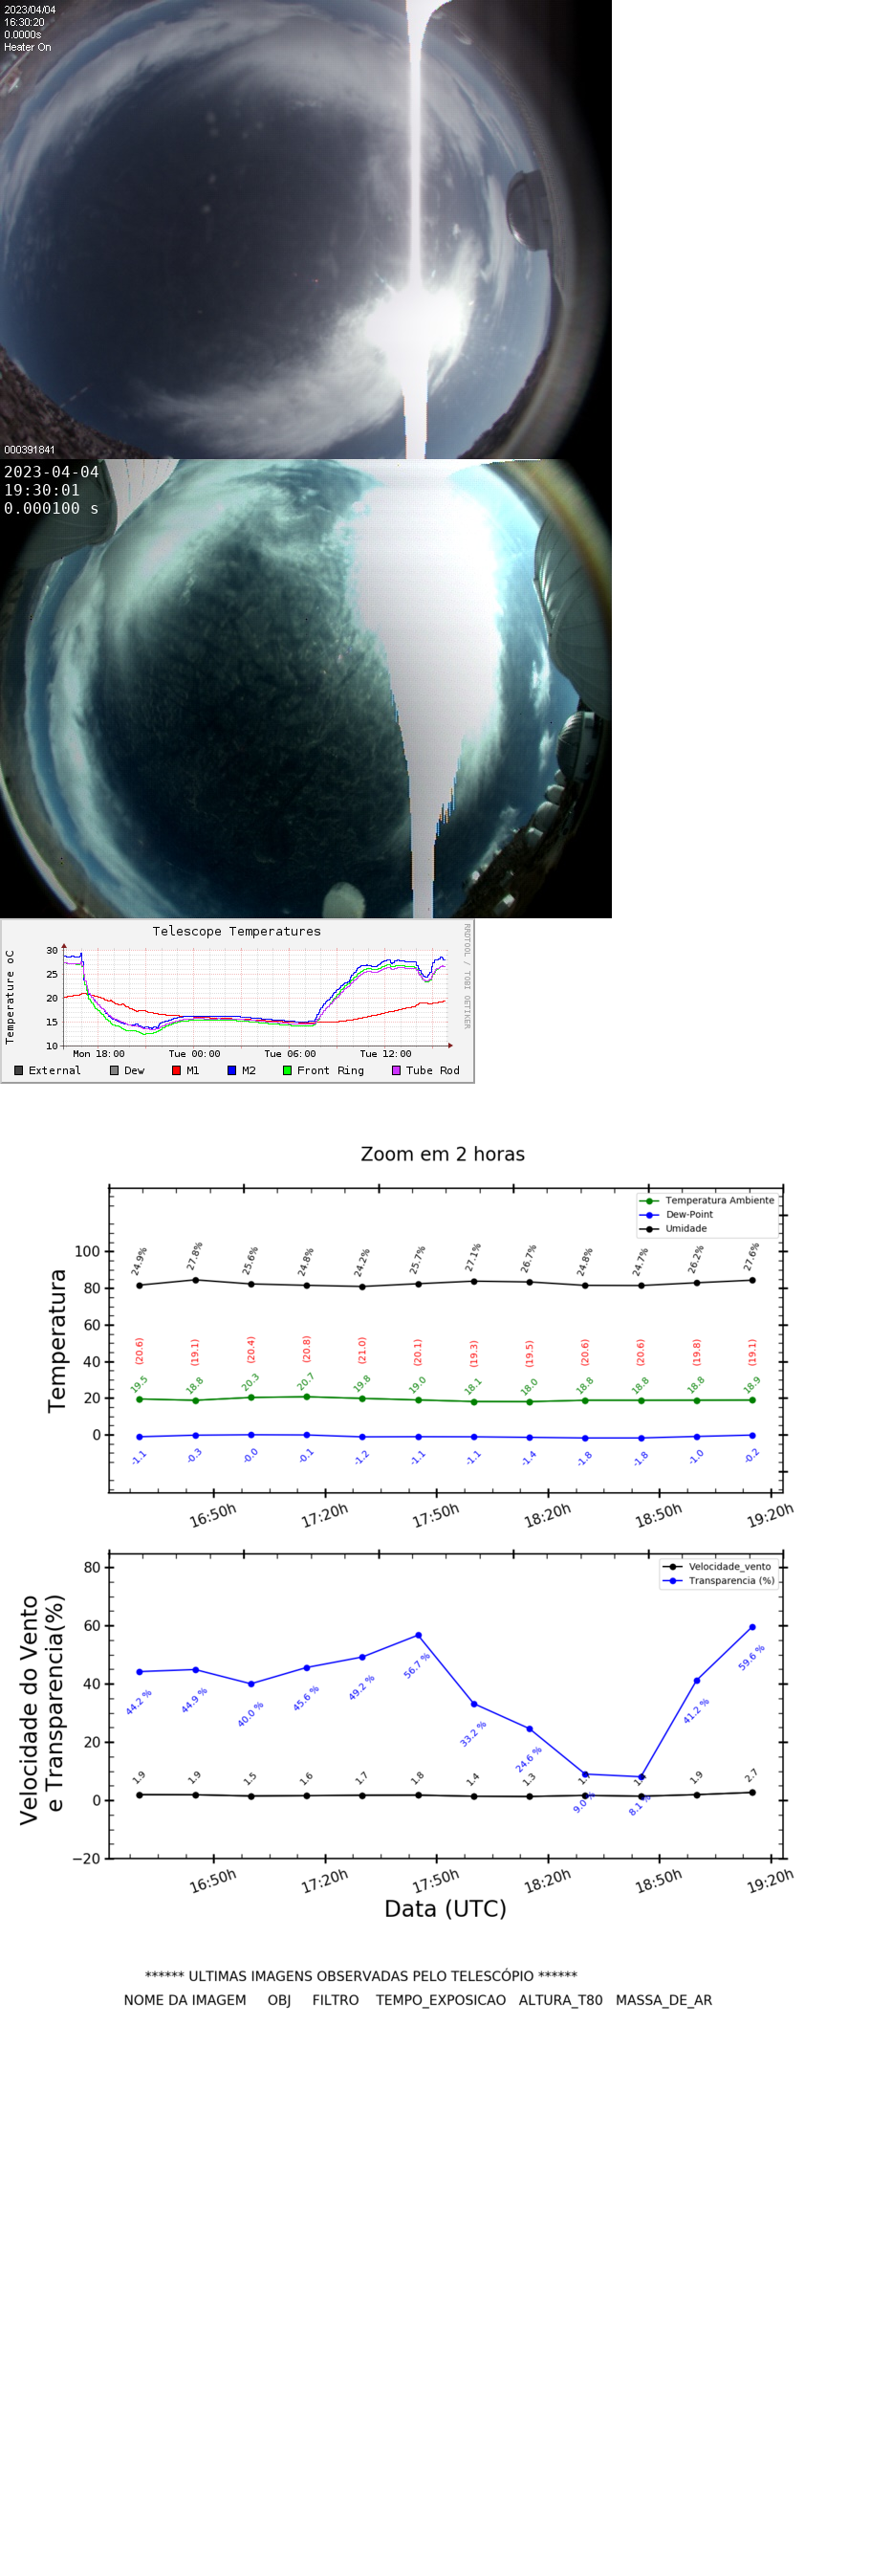 2023/04/04
16:30:20
0.0000s
Heater On
000391841
2023-04-04
19:30:01
0.000100 s
Telescope Temperatures
RRDTOOL / TOBI OETIKER
Temperature oC
30
25
20
15
10
Mon 18:00 Tue 00:00 Tue 06:00 Tue 12:00
External Dew M1 M2 Front Ring Tube Rod
Zoom em 2 horas
Temperatura Ambiente
Dew-Point
Umidade
Temperatura
100
80
60
40
20
0
24.9% 27.8% 25.6% 24.8% 24.2% 25.7% 27.1% 26.7% 24.8% 24.7% 26.2% 27.6%
(20.6) (19.1) (20.4) (20.8) (21.0) (20.1) (19.3) (19.5) (20.6) (20.6) (19.8) (19.1)
19.5 18.8 20.3 20.7 19.8 19.0 18.1 18.0 18.8 18.8 18.8 18.9
-1.1 -0.3 -0.0 -0.1 -1.2 -1.1 -1.1 -1.4 -1.8 -1.8 -1.0 -0.2
16:50h 17:20h 17:50h 18:20h 18:50h 19:20h
Velocidade_vento
Transparencia (%)
Velocidade do Vento
e Transparencia(%)
80
60
40
20
0
−20
44.2 % 44.9 % 40.0 % 45.6 % 49.2 % 56.7 % 33.2 % 24.6 % 9.0 % 8.1 % 41.2 % 59.6 %
1.9 1.9 1.5 1.6 1.7 1.8 1.4 1.3 1.9 2.7
16:50h 17:20h 17:50h 18:20h 18:50h 19:20h
Data (UTC)
****** ULTIMAS IMAGENS OBSERVADAS PELO TELESCÓPIO ******
NOME DA IMAGEM OBJ FILTRO TEMPO_EXPOSICAO ALTURA_T80 MASSA_DE_AR